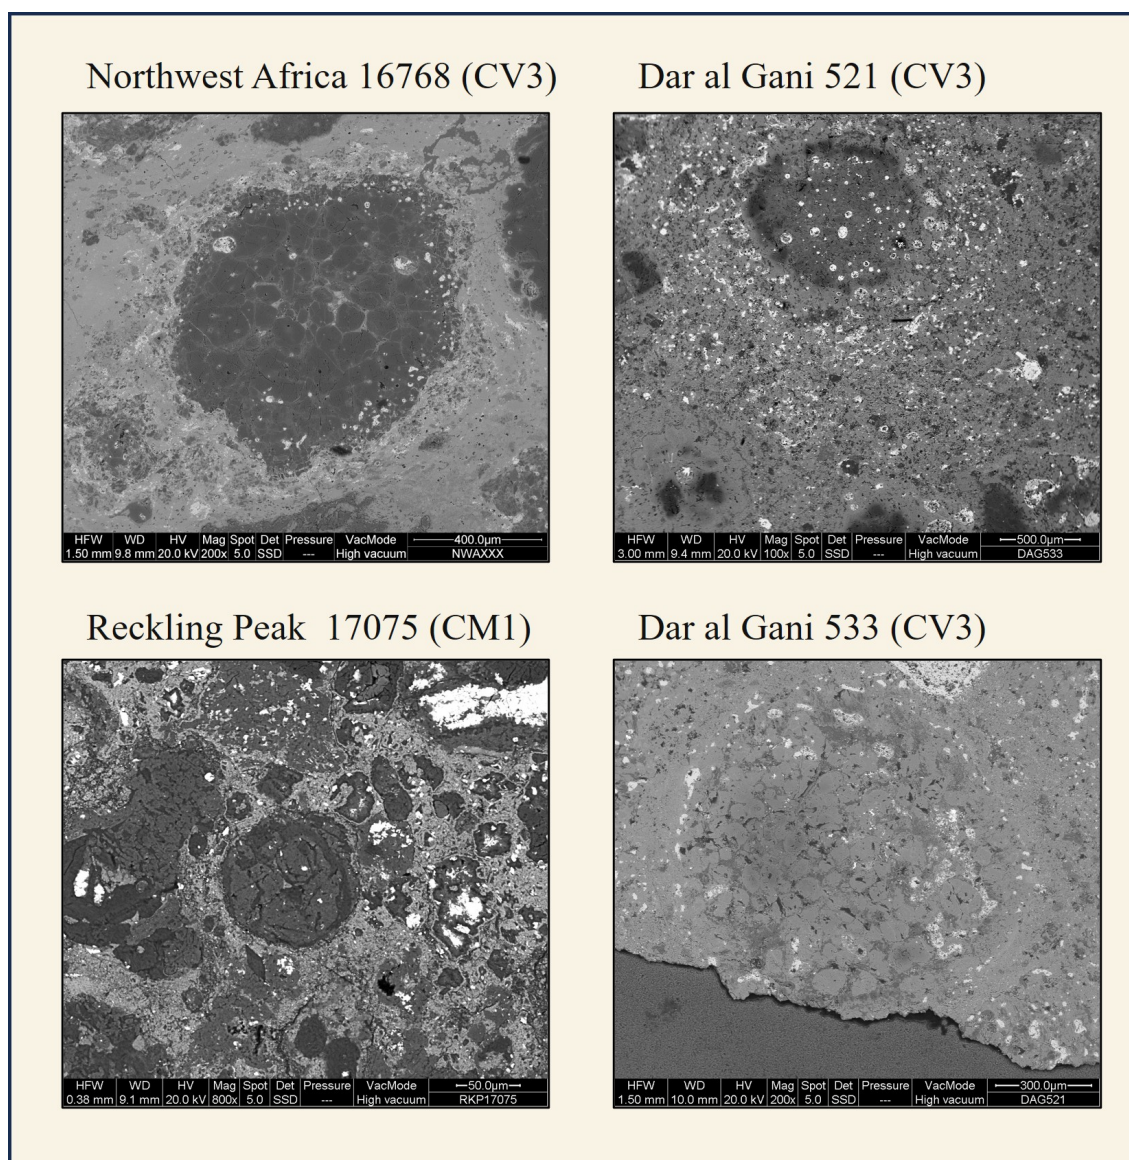 Northwest Africa 16768 (CV3)
Dar al Gani 521 (CV3)
HFW WD HV Mag Spot Det Pressure VacMode 400.0µm
1.50 mm 9.8 mm 20.0 kV 200x 5.0 SSD --- High vacuum NWAXXX
HFW WD HV Mag Spot Det Pressure VacMode 500.0µm
3.00 mm 9.4 mm 20.0 kV 100x 5.0 SSD --- High vacuum DAG533
Reckling Peak 17075 (CM1)
Dar al Gani 533 (CV3)
HFW WD HV Mag Spot Det Pressure VacMode 50.0µm
0.38 mm 9.1 mm 20.0 kV 800x 5.0 SSD --- High vacuum RKP17075
HFW WD HV Mag Spot Det Pressure VacMode 300.0µm
1.50 mm 10.0 mm 20.0 kV 200x 5.0 SSD --- High vacuum DAG521